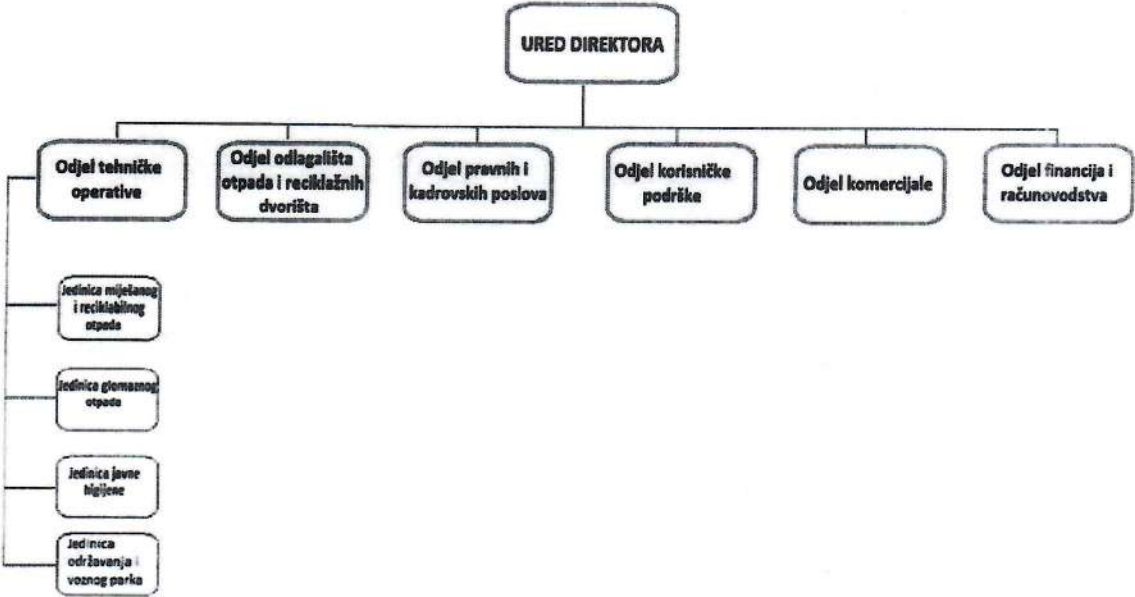 URED DIREKTORA
Odjel tehničke
operative
Odjel odlagališta
otpada i reciklažnih
dvorišta
Odjel pravnih i
kadrovskih poslova
Odjel korisničke
podrške
Odjel komercijale
Odjel financija i
računovodstva
Jedinica miješanog
i reciklabilnog
otpada
Jedinica glomaznog
otpada
Jedinica javne
higijene
Jedinica
održavanja i
voznog parka